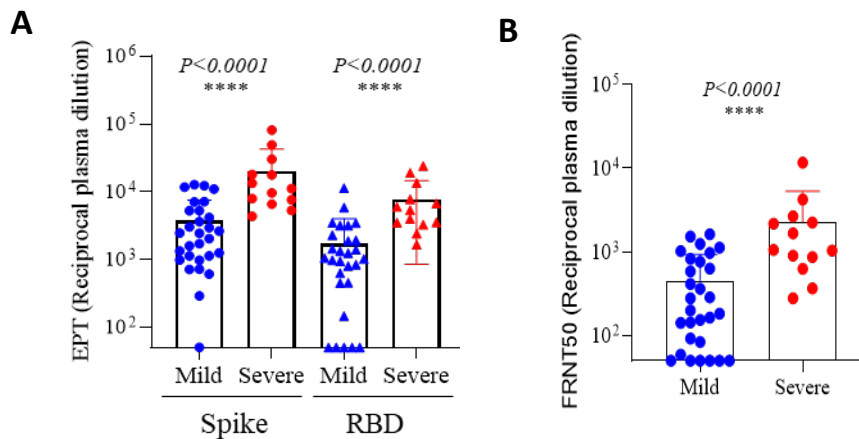 A
EPT (Reciprocal plasma dilution)
10⁶
10⁵
10⁴
10³
10²
P<0.0001
****
P<0.0001
****
Mild Severe Mild Severe
Spike RBD
B
FRNT50 (Reciprocal plasma dilution)
10⁵
10⁴
10³
10²
P<0.0001
****
Mild Severe